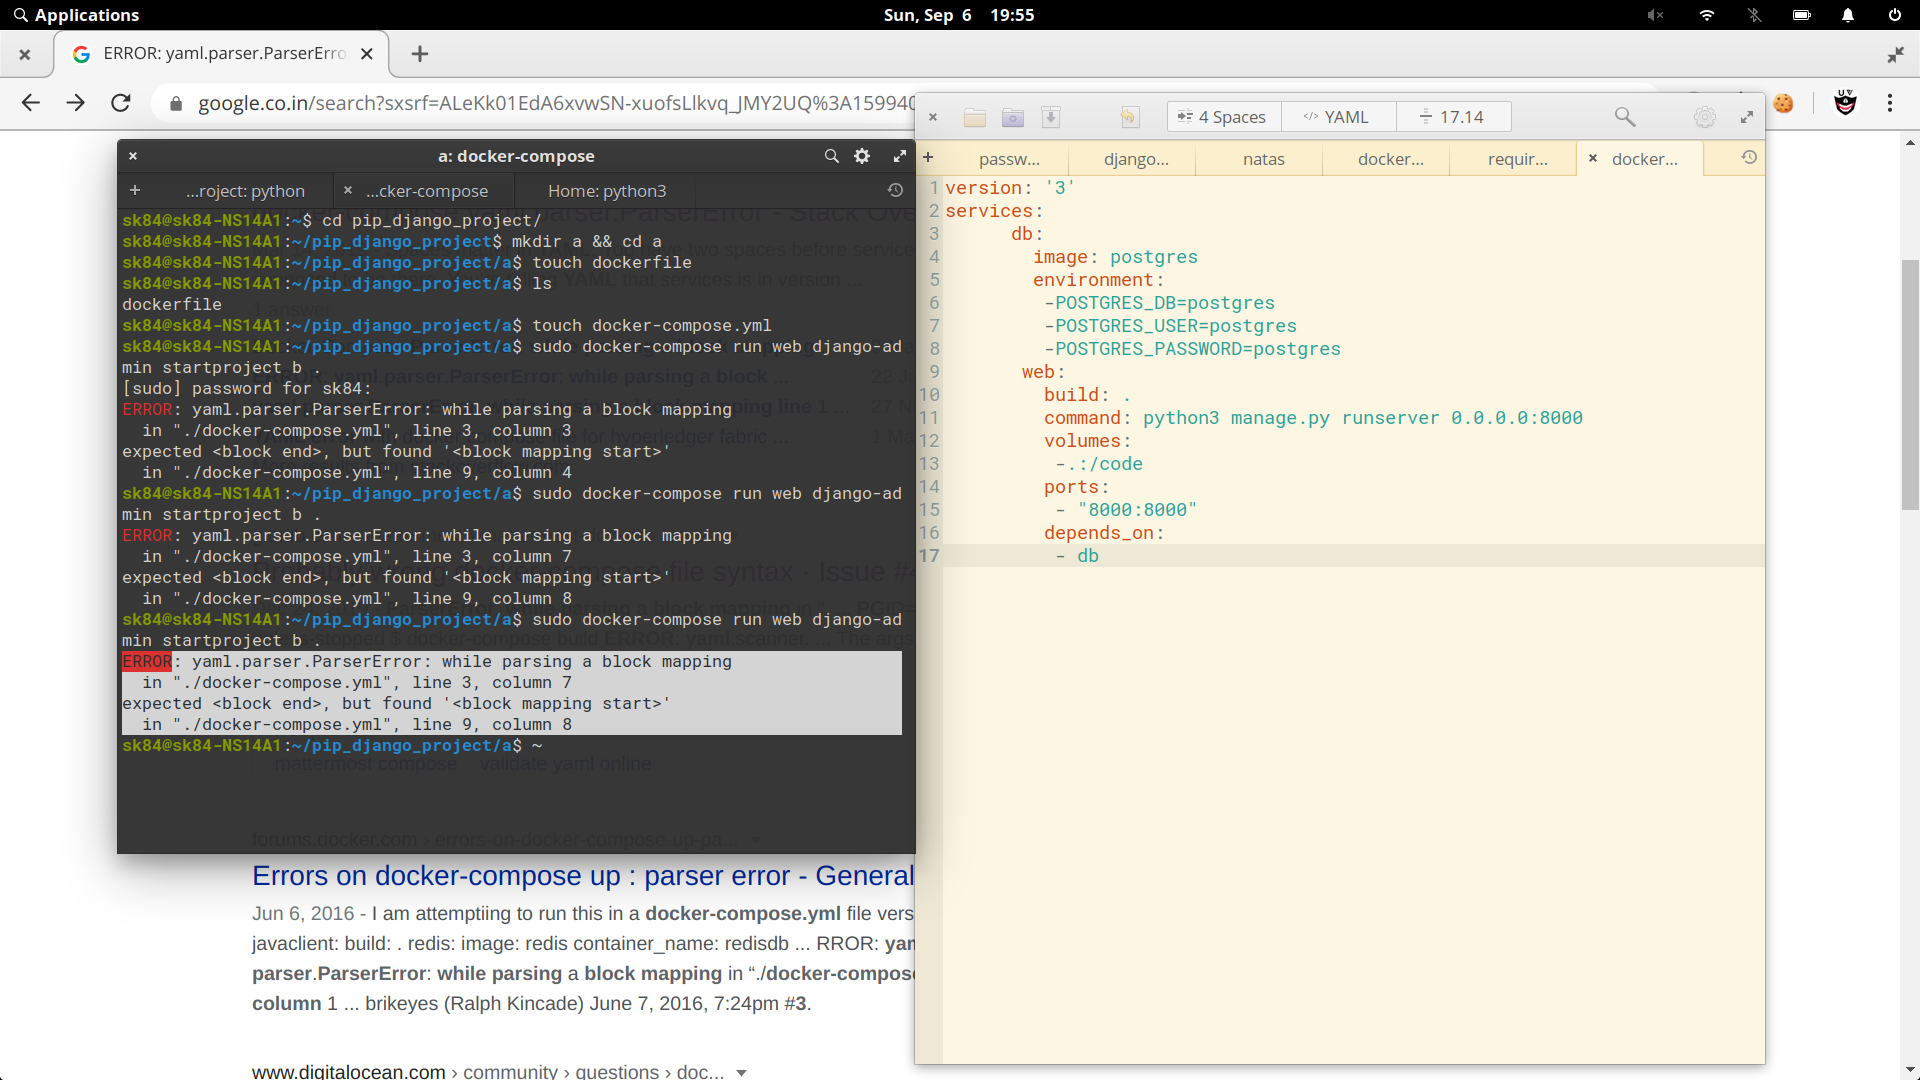 Applications
Sun, Sep 6 19:55
ERROR: yaml.parser.ParserErro
google.co.in/search?sxsrf=ALeKk01EdA6xvwSN-xuofsLlkvq_JMY2UQ%3A159940
4 Spaces
YAML
17.14
a: docker-compose
...roject: python
...cker-compose
Home: python3
passw...
django...
natas
docker...
requir...
docker...
sk84@sk84-NS14A1:~$ cd pip_django_project/
sk84@sk84-NS14A1:~/pip_django_project$ mkdir a && cd a
sk84@sk84-NS14A1:~/pip_django_project/a$ touch dockerfile
sk84@sk84-NS14A1:~/pip_django_project/a$ ls
dockerfile
sk84@sk84-NS14A1:~/pip_django_project/a$ touch docker-compose.yml
sk84@sk84-NS14A1:~/pip_django_project/a$ sudo docker-compose run web django-ad
min startproject b .
[sudo] password for sk84:
ERROR: yaml.parser.ParserError: while parsing a block mapping
in "./docker-compose.yml", line 3, column 3
expected <block end>, but found '<block mapping start>'
in "./docker-compose.yml", line 9, column 4
sk84@sk84-NS14A1:~/pip_django_project/a$ sudo docker-compose run web django-ad
min startproject b .
ERROR: yaml.parser.ParserError: while parsing a block mapping
in "./docker-compose.yml", line 3, column 7
expected <block end>, but found '<block mapping start>'
in "./docker-compose.yml", line 9, column 8
sk84@sk84-NS14A1:~/pip_django_project/a$ sudo docker-compose run web django-ad
min startproject b .
ERROR: yaml.parser.ParserError: while parsing a block mapping
in "./docker-compose.yml", line 3, column 7
expected <block end>, but found '<block mapping start>'
in "./docker-compose.yml", line 9, column 8
sk84@sk84-NS14A1:~/pip_django_project/a$ ~
mattermost compose validate yaml online
forums.docker.com › errors-on-docker-compose-up-pa...
1 version: '3'
2 services:
3 db:
4 image: postgres
5 environment:
6 -POSTGRES_DB=postgres
7 -POSTGRES_USER=postgres
8 -POSTGRES_PASSWORD=postgres
9 web:
10 build: .
11 command: python3 manage.py runserver 0.0.0.0:8000
12 volumes:
13 -.:/code
14 ports:
15 - "8000:8000"
16 depends_on:
17 - db
Errors on docker-compose up : parser error - General
Jun 6, 2016 - I am attemptiing to run this in a docker-compose.yml file vers
javaclient: build: . redis: image: redis container_name: redisdb ... RROR: yan
parser.ParserError: while parsing a block mapping in “./docker-compose
column 1 ... brikeyes (Ralph Kincade) June 7, 2016, 7:24pm #3.
www.digitalocean.com › community › questions › doc...